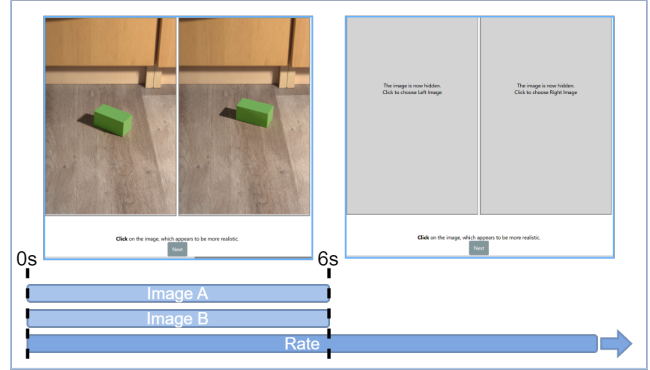 The image is now hidden.
Click to choose Left Image
The image is now hidden.
Click to choose Right Image
Click on the image, which appears to be more realistic.
Next
Click on the image, which appears to be more realistic.
Next
0s
6s
Image A
Image B
Rate